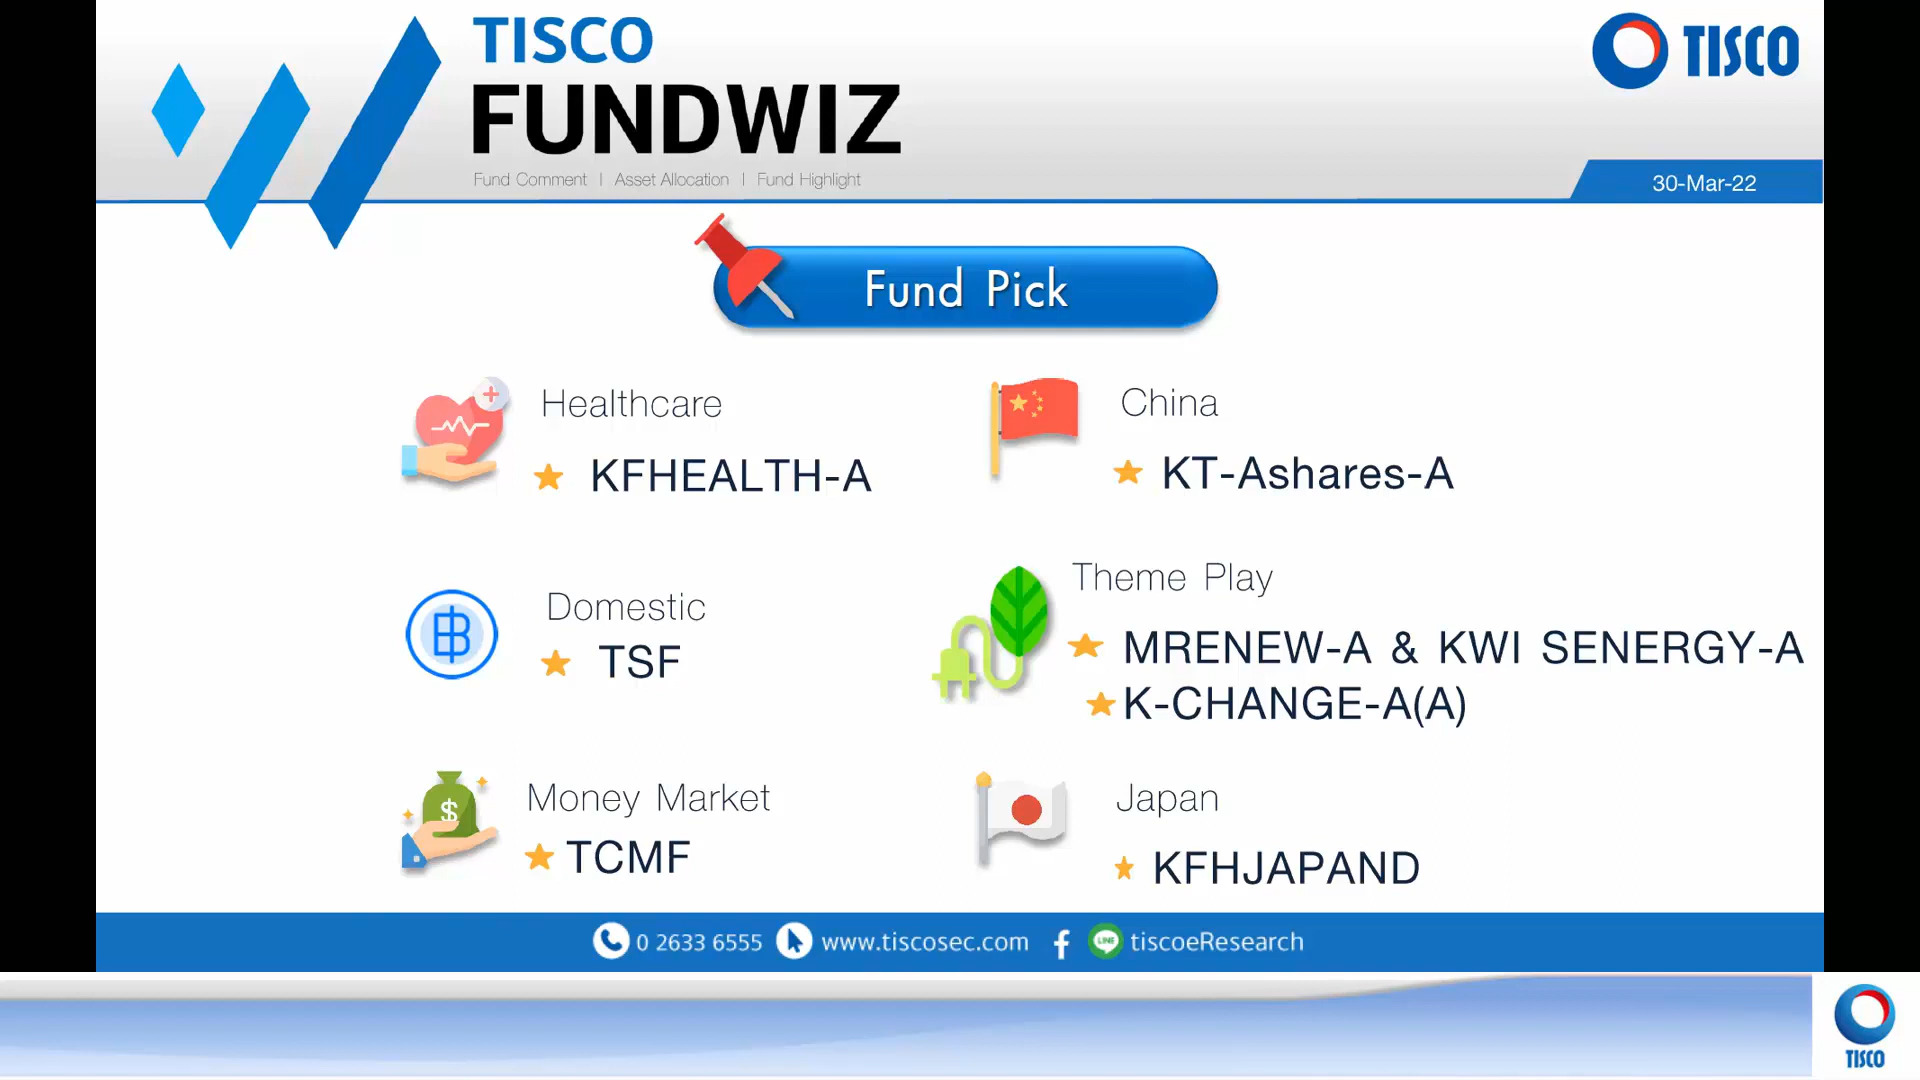 TISCO
FUNDWIZ
Fund Comment | Asset Allocation | Fund Highlight
TISCO
30-Mar-22
Fund Pick
Healthcare
KFHEALTH-A
China
KT-Ashares-A
Domestic
TSF
Theme Play
MRENEW-A & KWI SENERGY-A
K-CHANGE-A(A)
Money Market
$
TCMF
Japan
KFHJAPAND
0 2633 6555 www.tiscosec.com f LINE tiscoeResearch
TISCO